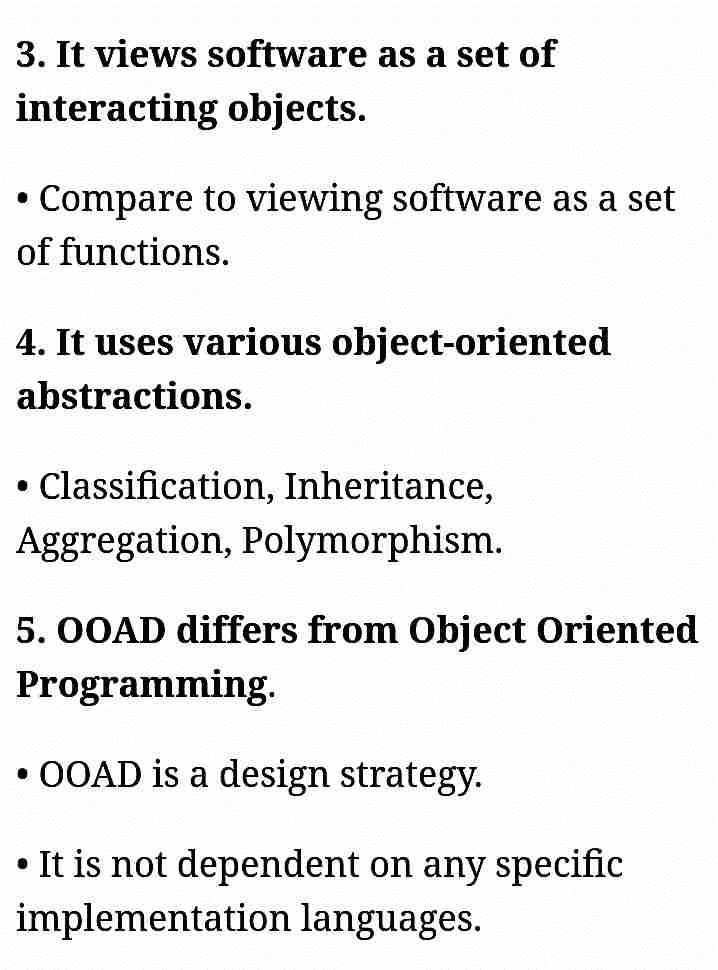 3. It views software as a set of
interacting objects.
• Compare to viewing software as a set
of functions.
4. It uses various object-oriented
abstractions.
• Classification, Inheritance,
Aggregation, Polymorphism.
5. OOAD differs from Object Oriented
Programming.
• OOAD is a design strategy.
• It is not dependent on any specific
implementation languages.